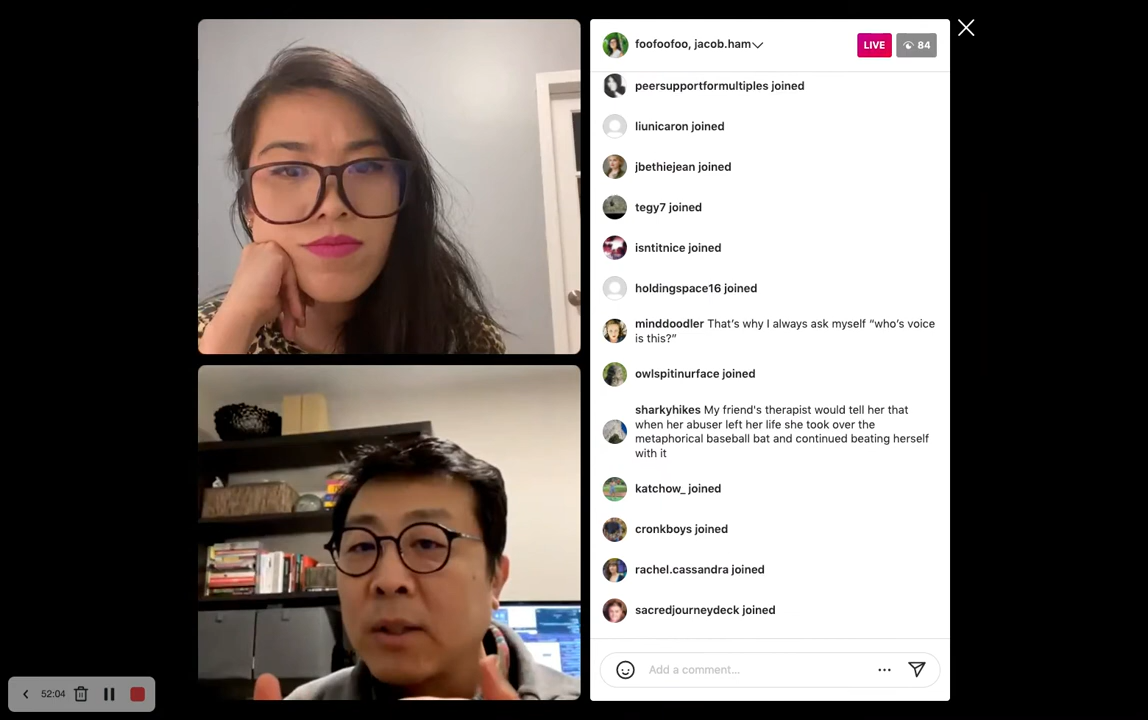 foofoofoo, jacob.ham
LIVE
84
peersupportformultiples joined
liunicaron joined
jbethiejean joined
tegy7 joined
isntitnice joined
holdingspace16 joined
minddoodler That's why I always ask myself “who's voice
is this?”
owlspitinurface joined
sharkyhikes My friend's therapist would tell her that
when her abuser left her life she took over the
metaphorical baseball bat and continued beating herself
with it
katchow_ joined
cronkboys joined
rachel.cassandra joined
sacredjourneydeck joined
Add a comment...
52:04